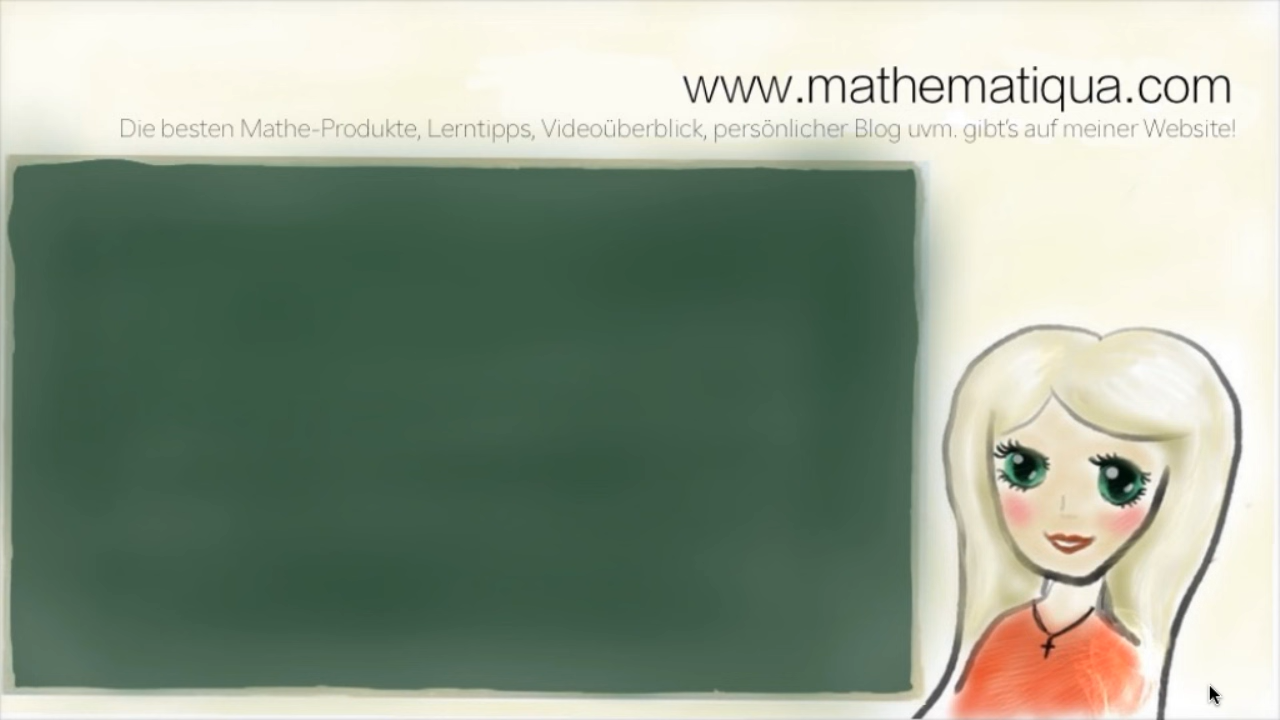 www.mathematiqua.com
Die besten Mathe-Produkte, Lerntipps, Videoüberblick, persönlicher Blog uvm. gibt's auf meiner Website!